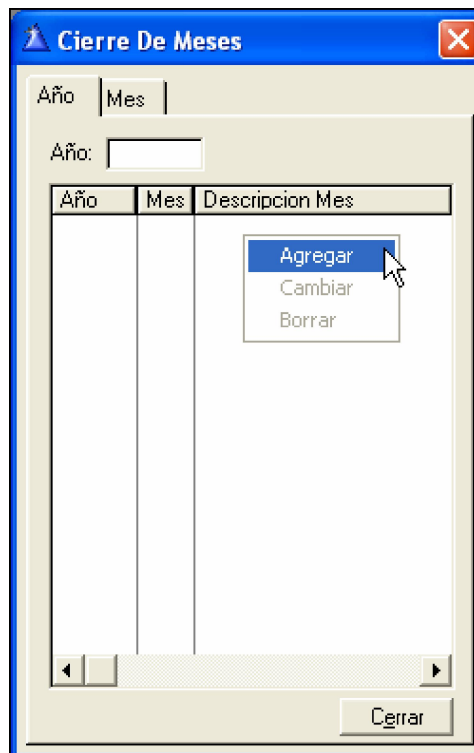 Cierre De Meses
Año Mes
Año:
Año Mes Descripcion Mes
Agregar
Cambiar
Borrar
Cerrar